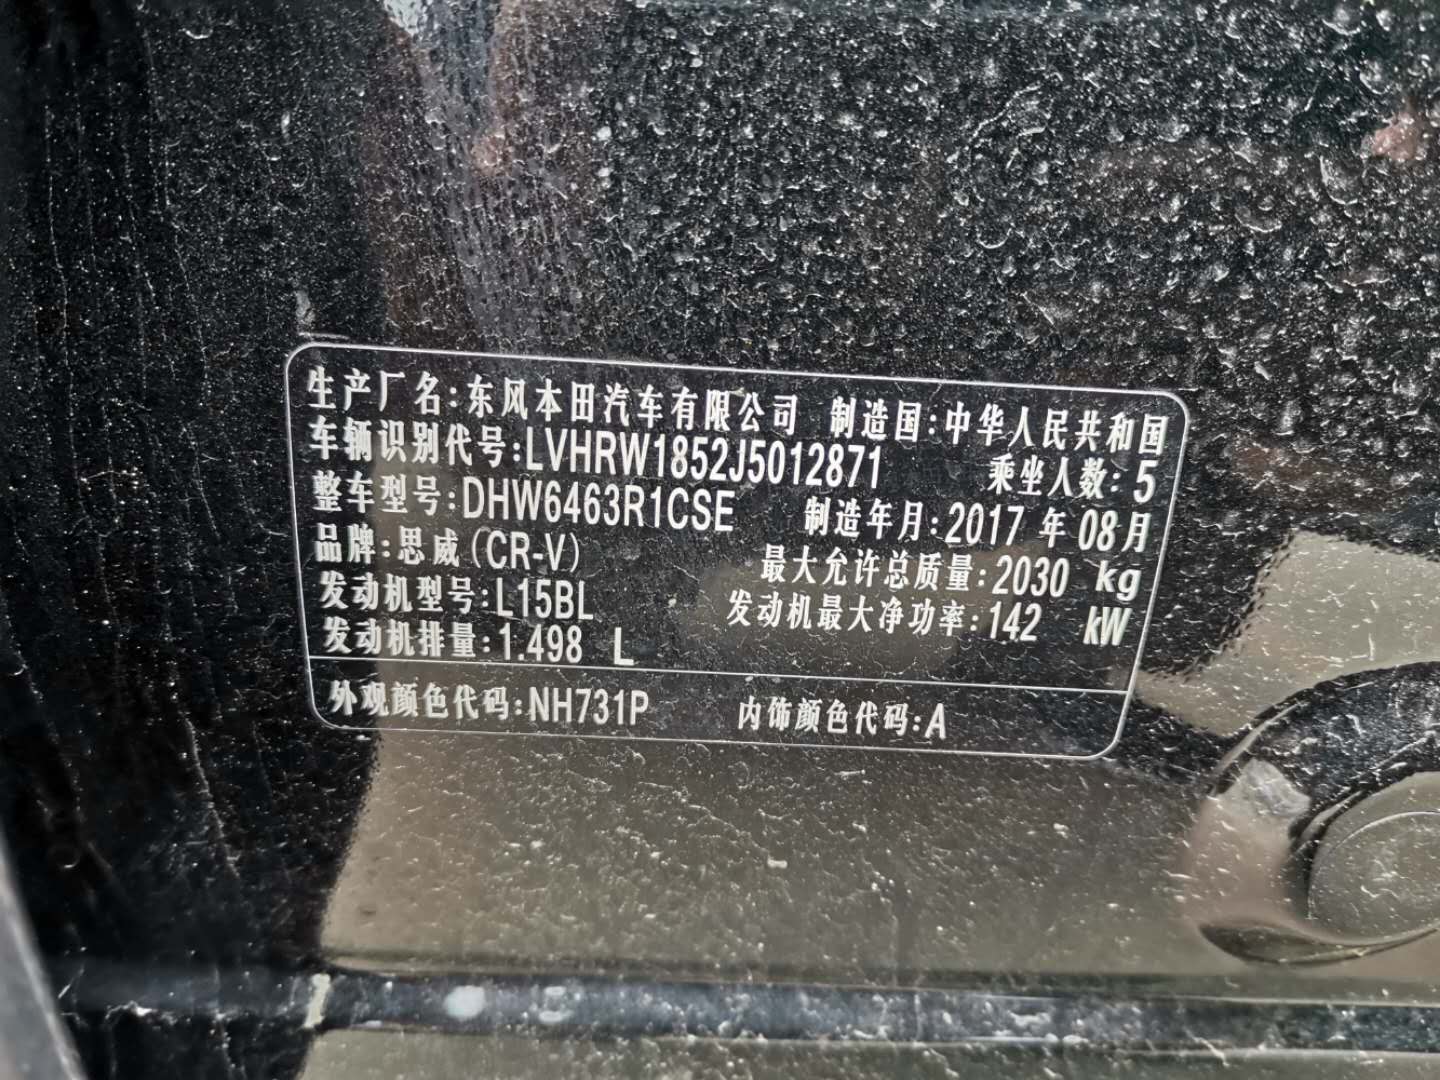 生产厂名:东风本田汽车有限公司 制造国:中华人民共和国
车辆识别代号:LVHRW1852J5012871 乘坐人数:5
整车型号:DHW6463R1CSE 制造年月:2017 年 08月
品牌:思威(CR-V) 最大允许总质量:2030 kg
发动机型号:L15BL 发动机最大净功率:142 kW
发动机排量:1.498 L
外观颜色代码:NH731P 内饰颜色代码:A